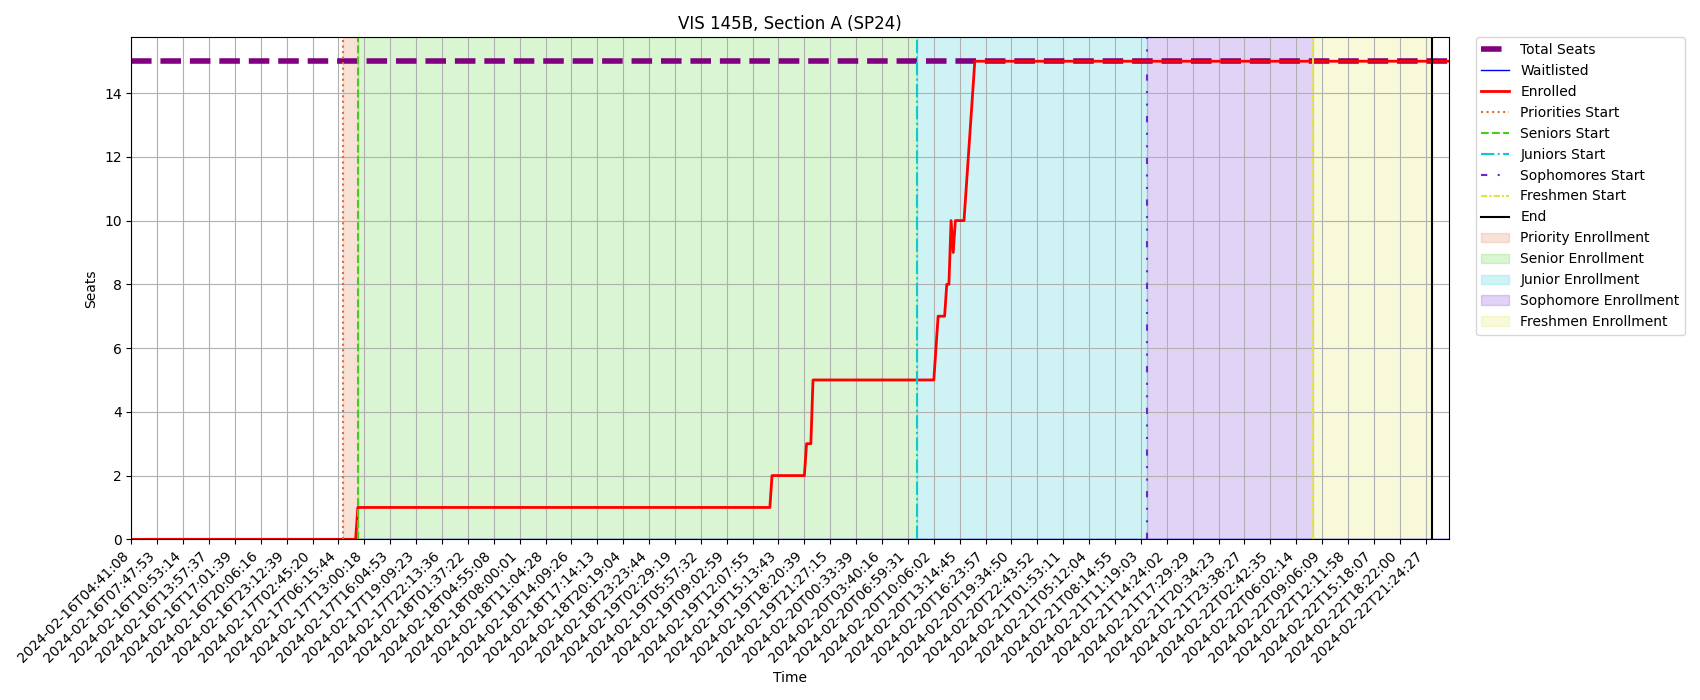 VIS 145B, Section A (SP24)
Seats
14
12
10
8
6
4
2
0
2024-02-16T04:41:08
2024-02-16T07:47:53
2024-02-16T10:53:14
2024-02-16T13:57:37
2024-02-16T17:01:39
2024-02-16T20:06:16
2024-02-16T23:12:39
2024-02-17T02:45:20
2024-02-17T06:15:44
2024-02-17T13:00:18
2024-02-17T16:04:53
2024-02-17T19:09:23
2024-02-17T22:13:36
2024-02-18T01:37:22
2024-02-18T04:55:08
2024-02-18T08:00:01
2024-02-18T11:04:28
2024-02-18T14:09:26
2024-02-18T17:14:13
2024-02-18T20:19:04
2024-02-18T23:23:44
2024-02-19T02:29:19
2024-02-19T05:57:32
2024-02-19T09:02:59
2024-02-19T12:07:55
2024-02-19T15:13:43
2024-02-19T18:20:39
2024-02-19T21:27:15
2024-02-20T00:33:39
2024-02-20T03:40:16
2024-02-20T06:59:31
2024-02-20T10:06:02
2024-02-20T13:14:45
2024-02-20T16:23:57
2024-02-20T19:34:50
2024-02-20T22:43:52
2024-02-21T01:53:11
2024-02-21T05:12:04
2024-02-21T08:14:55
2024-02-21T11:19:03
2024-02-21T14:24:02
2024-02-21T17:29:29
2024-02-21T20:34:23
2024-02-21T23:38:27
2024-02-22T02:42:35
2024-02-22T06:02:14
2024-02-22T09:06:09
2024-02-22T12:11:58
2024-02-22T15:18:07
2024-02-22T18:22:00
2024-02-22T21:24:27
Time
Total Seats
Waitlisted
Enrolled
Priorities Start
Seniors Start
Juniors Start
Sophomores Start
Freshmen Start
End
Priority Enrollment
Senior Enrollment
Junior Enrollment
Sophomore Enrollment
Freshmen Enrollment